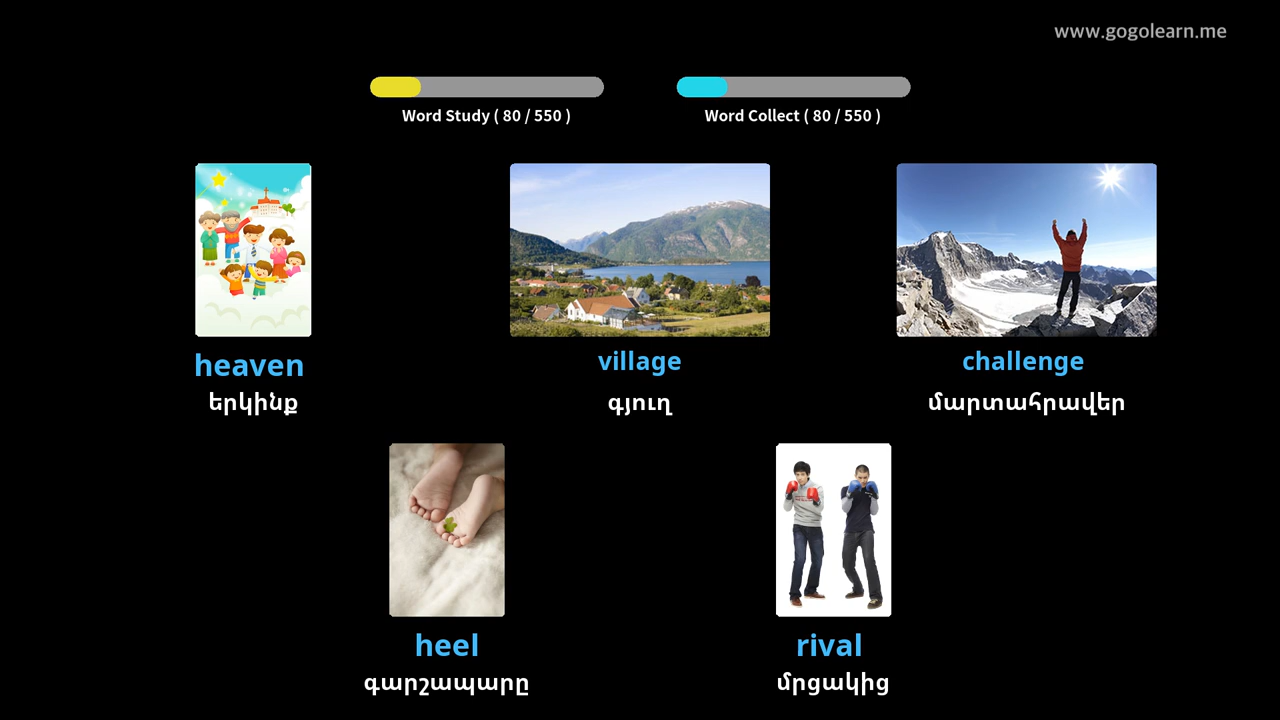 www.gogolearn.me
Word Study ( 80 / 550 )
Word Collect ( 80 / 550 )
heaven
երկինք
village
գյուղ
challenge
մարտահրավեր
heel
գարշապարը
rival
մրցակից